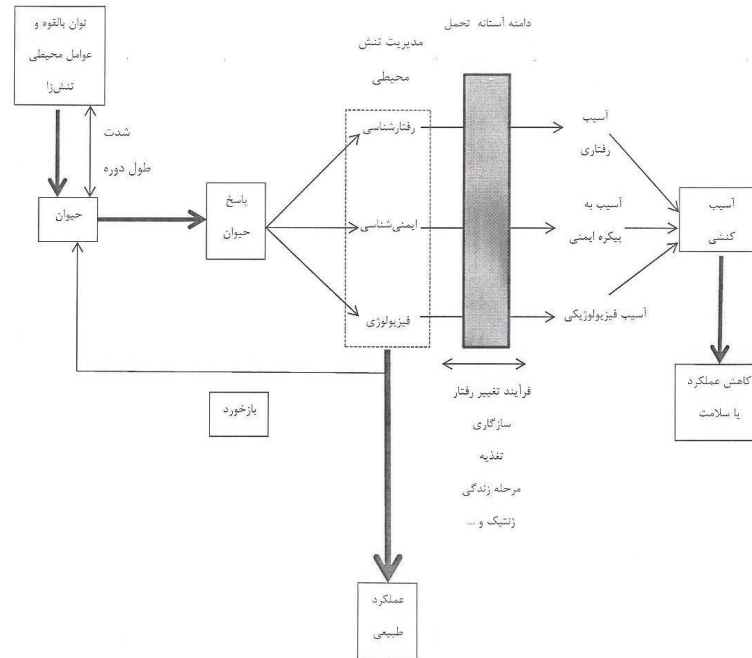 توان بالقوه و
عوامل محیطی
تنش‌زا
شدت
طول دوره
حیوان
پاسخ
حیوان
مدیریت تنش
محیطی
رفتارشناسی
ایمنی‌شناسی
فیزیولوژی
دامنه آستانه تحمل
آسیب
رفتاری
آسیب به
پیکره ایمنی
آسیب فیزیولوژیکی
آسیب
کنشی
کاهش عملکرد
یا سلامت
بازخورد
فرآیند تغییر رفتار
سازگاری
تغذیه
مرحله زندگی
ژنتیک و ...
عملکرد
طبیعی